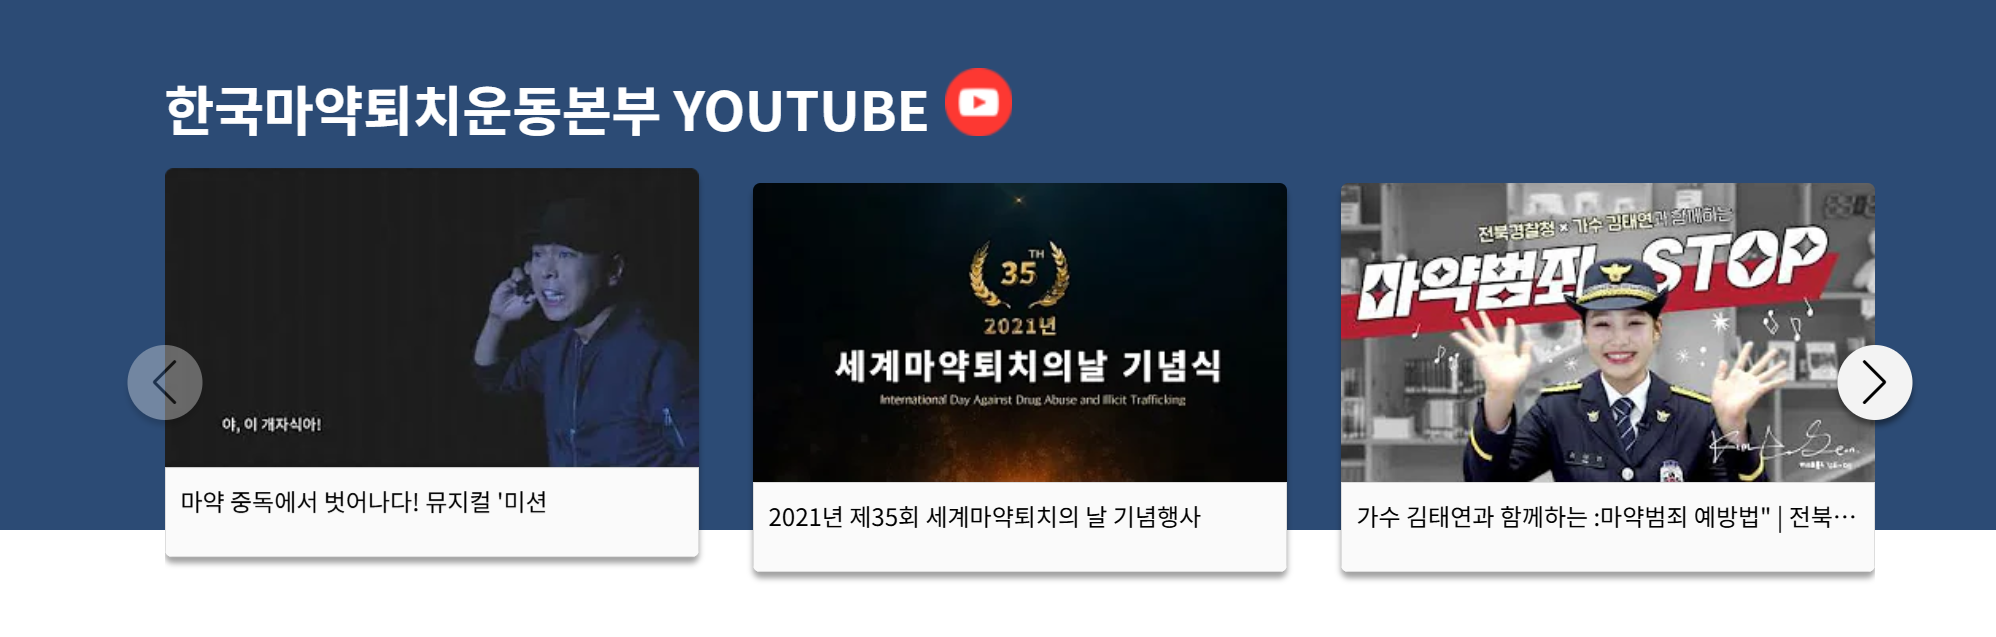 한국마약퇴치운동본부 YOUTUBE
야, 이 개자식아!
마약 중독에서 벗어나다! 뮤지컬 '미션
35TH
2021년
세계마약퇴치의날 기념식
International Day Against Drug Abuse and Illicit Trafficking
2021년 제35회 세계마약퇴치의 날 기념행사
전북경찰청 × 가수 김태연과 함께하는
마약범죄 STOP
가수 김태연과 함께하는 :마약범죄 예방법" | 전북…